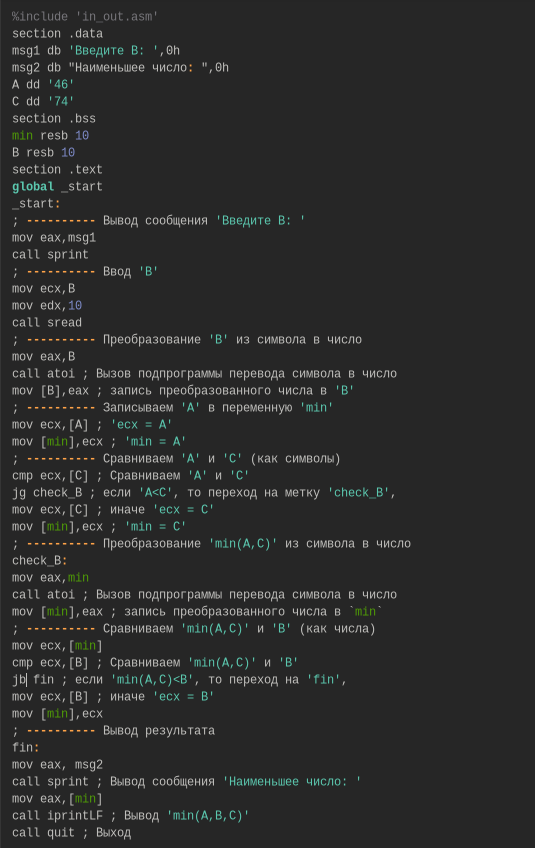 %include 'in_out.asm'
section .data
msg1 db 'Введите B: ',0h
msg2 db "Наименьшее число: ",0h
A dd '46'
C dd '74'
section .bss
min resb 10
B resb 10
section .text
global _start
_start:
; ---------- Вывод сообщения 'Введите B: '
mov eax,msg1
call sprint
; ---------- Ввод 'B'
mov ecx,B
mov edx,10
call sread
; ---------- Преобразование 'B' из символа в число
mov eax,B
call atoi ; Вызов подпрограммы перевода символа в число
mov [B],eax ; запись преобразованного числа в 'B'
; ---------- Записываем 'A' в переменную 'min'
mov ecx,[A] ; 'ecx = A'
mov [min],ecx ; 'min = A'
; ---------- Сравниваем 'A' и 'C' (как символы)
cmp ecx,[C] ; Сравниваем 'A' и 'C'
jg check_B ; если 'A<C', то переход на метку 'check_B',
mov ecx,[C] ; иначе 'ecx = C'
mov [min],ecx ; 'min = C'
; ---------- Преобразование 'min(A,C)' из символа в число
check_B:
mov eax,min
call atoi ; Вызов подпрограммы перевода символа в число
mov [min],eax ; запись преобразованного числа в `min`
; ---------- Сравниваем 'min(A,C)' и 'B' (как числа)
mov ecx,[min]
cmp ecx,[B] ; Сравниваем 'min(A,C)' и 'B'
jb fin ; если 'min(A,C)<B', то переход на 'fin',
mov ecx,[B] ; иначе 'ecx = B'
mov [min],ecx
; ---------- Вывод результата
fin:
mov eax, msg2
call sprint ; Вывод сообщения 'Наименьшее число: '
mov eax,[min]
call iprintLF ; Вывод 'min(A,B,C)'
call quit ; Выход